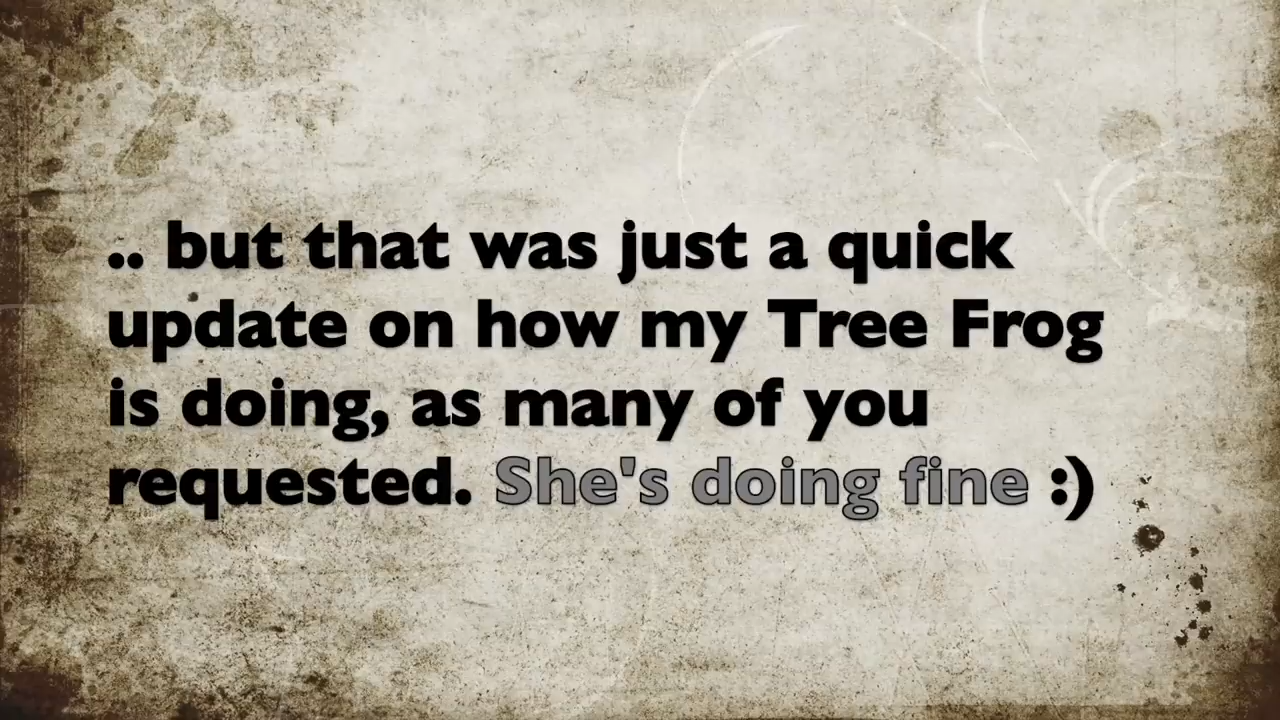 .. but that was just a quick
update on how my Tree Frog
is doing, as many of you
requested. She's doing fine :)